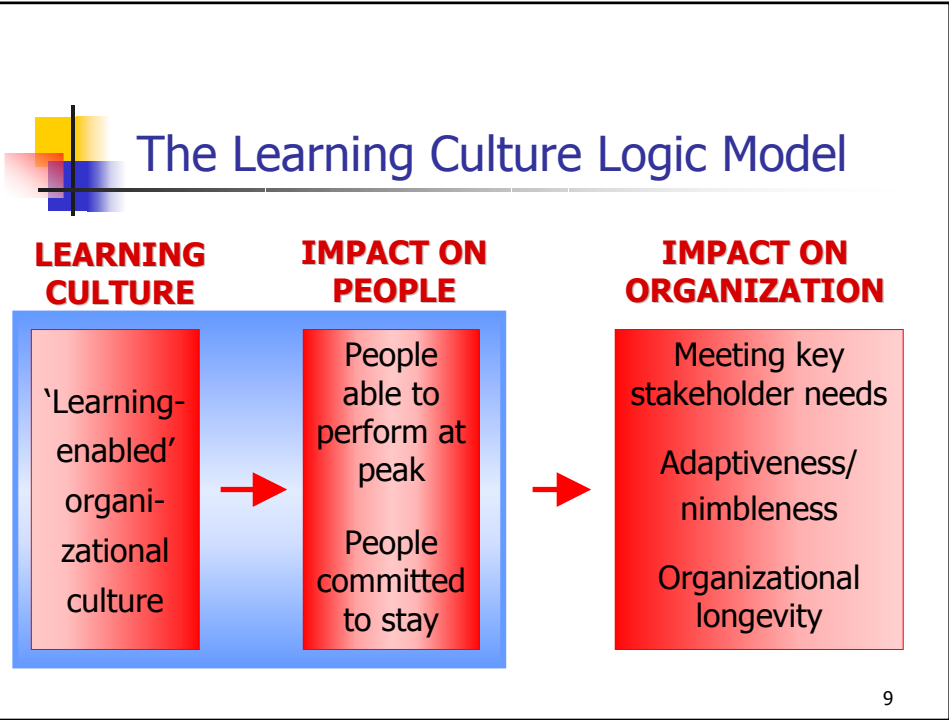 The Learning Culture Logic Model
LEARNING
CULTURE
‘Learning-
enabled’
organi-
zational
culture
IMPACT ON
PEOPLE
People
able to
perform at
peak
People
committed
to stay
IMPACT ON
ORGANIZATION
Meeting key
stakeholder needs
Adaptiveness/
nimbleness
Organizational
longevity
9